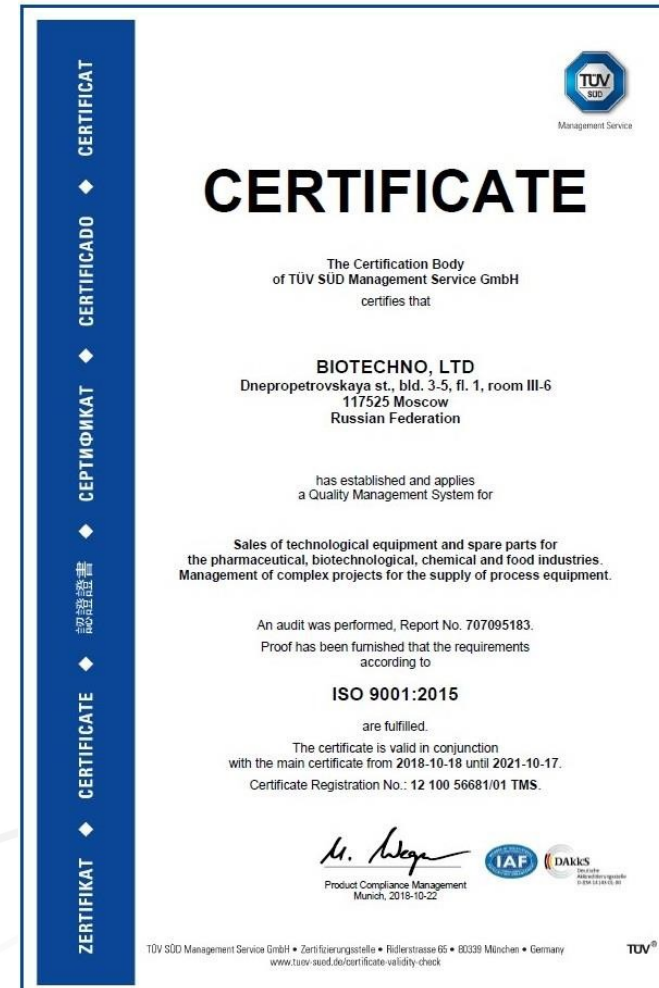 ZERTIFIKAT ◆ CERTIFICATE ◆ 認證證書 ◆ СЕРТИФИКАТ ◆ CERTIFICADO ◆ CERTIFICAT
TÜV
SÜD
Management Service
CERTIFICATE
The Certification Body
of TÜV SÜD Management Service GmbH
certifies that
BIOTECHNO, LTD
Dnepropetrovskaya st., bld. 3-5, fl. 1, room III-6
117525 Moscow
Russian Federation
has established and applies
a Quality Management System for
Sales of technological equipment and spare parts for
the pharmaceutical, biotechnological, chemical and food industries.
Management of complex projects for the supply of process equipment.
An audit was performed, Report No. 707095183.
Proof has been furnished that the requirements
according to
ISO 9001:2015
are fulfilled.
The certificate is valid in conjunction
with the main certificate from 2018-10-18 until 2021-10-17.
Certificate Registration No.: 12 100 56681/01 TMS.
Product Compliance Management
Munich, 2018-10-22
IAF
DAkkS
Deutsche
Akkreditierungsstelle
TÜV SÜD Management Service GmbH • Zertifizierungsstelle • Ridlerstrasse 65 • 80339 München • Germany
www.tuev-sued.de/certificate-validity-check
TÜV®